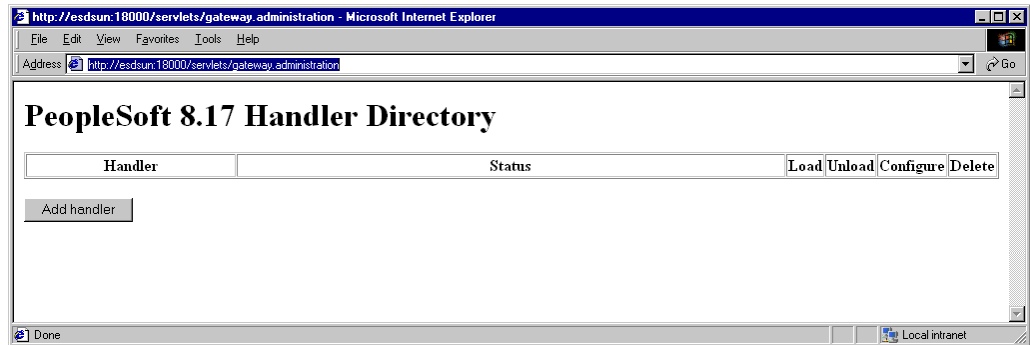 http://esdsun:18000/servlets/gateway.administration - Microsoft Internet Explorer
File Edit View Favorites Tools Help
Address http://esdsun:18000/servlets/gateway.administration Go
PeopleSoft 8.17 Handler Directory
Handler Status Load Unload Configure Delete
Add handler
Done Local intranet